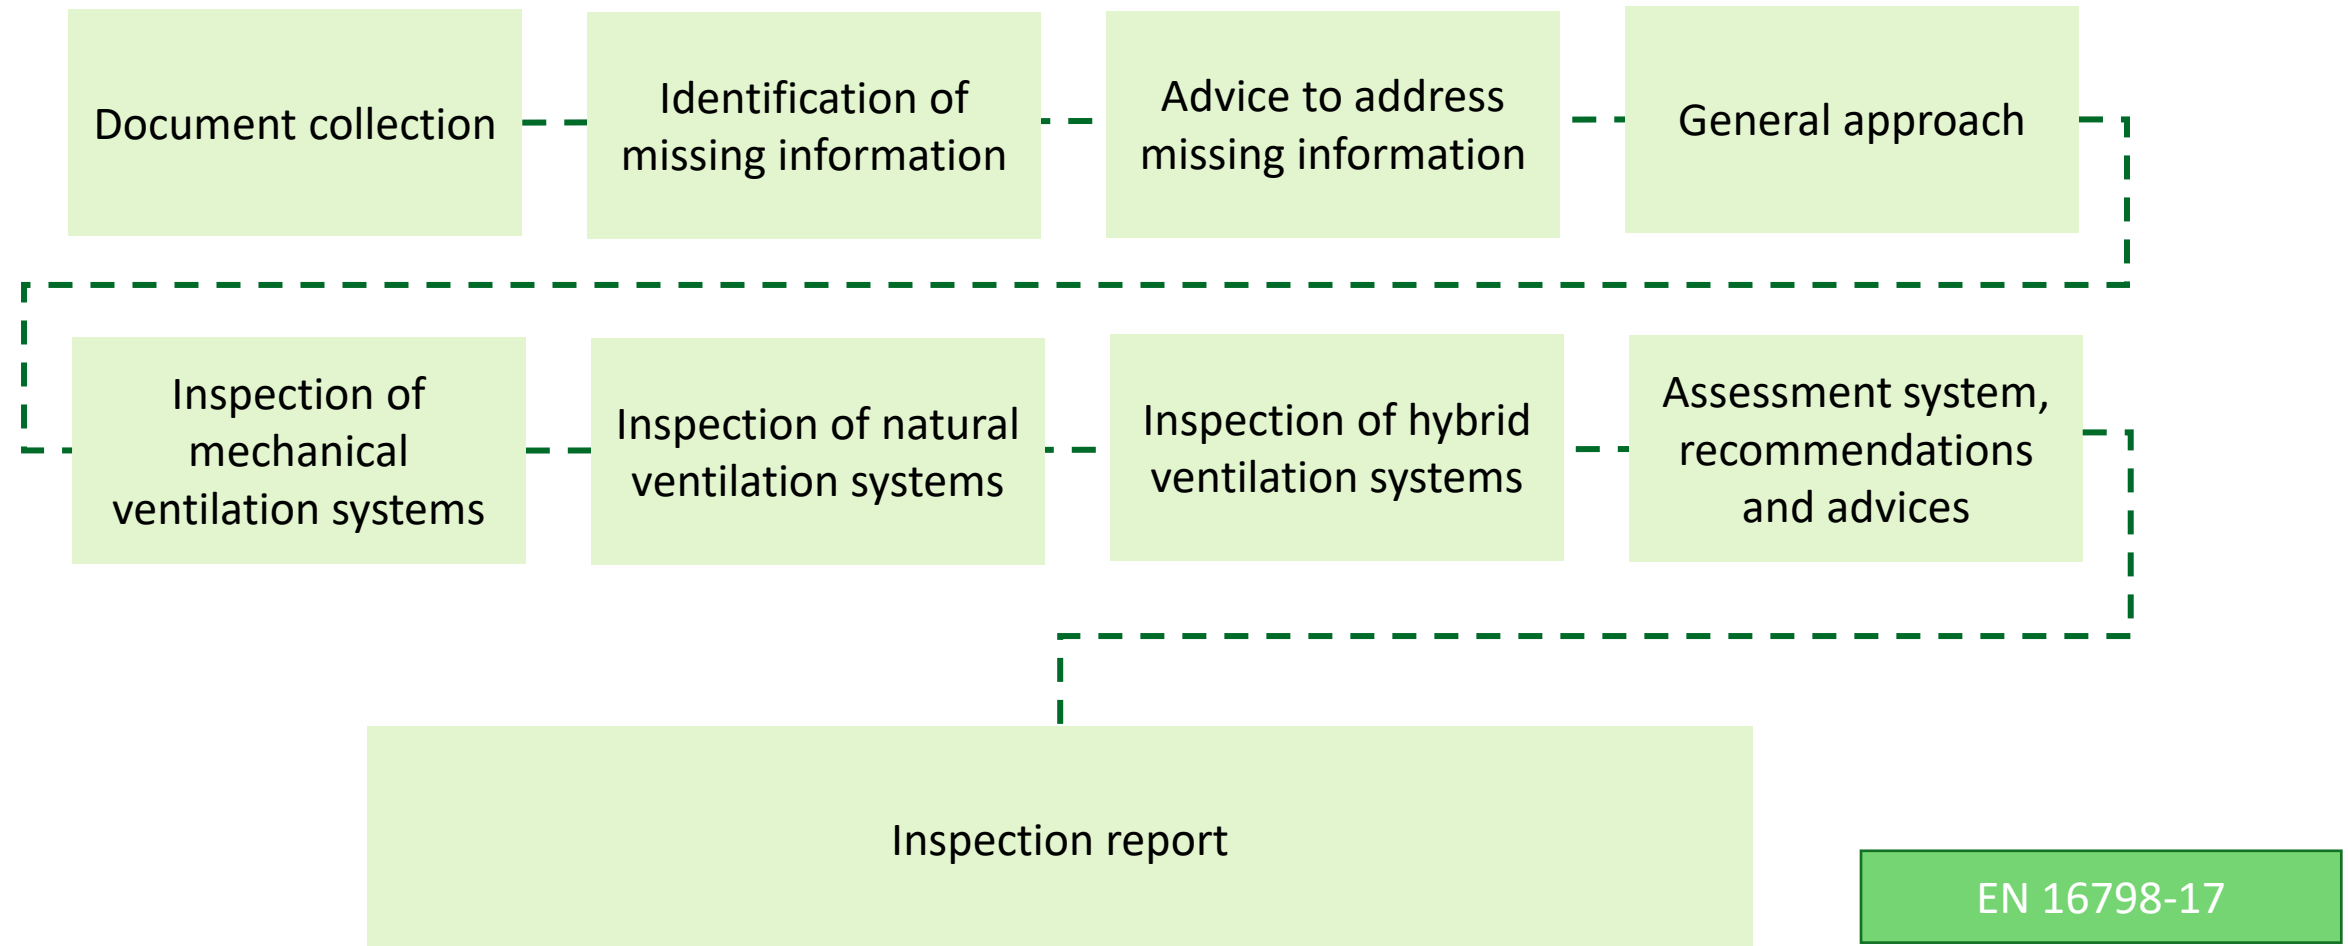 Document collection
Identification of
missing information
Advice to address
missing information
General approach
Inspection of
mechanical
ventilation systems
Inspection of natural
ventilation systems
Inspection of hybrid
ventilation systems
Assessment system,
recommendations
and advices
Inspection report
EN 16798-17